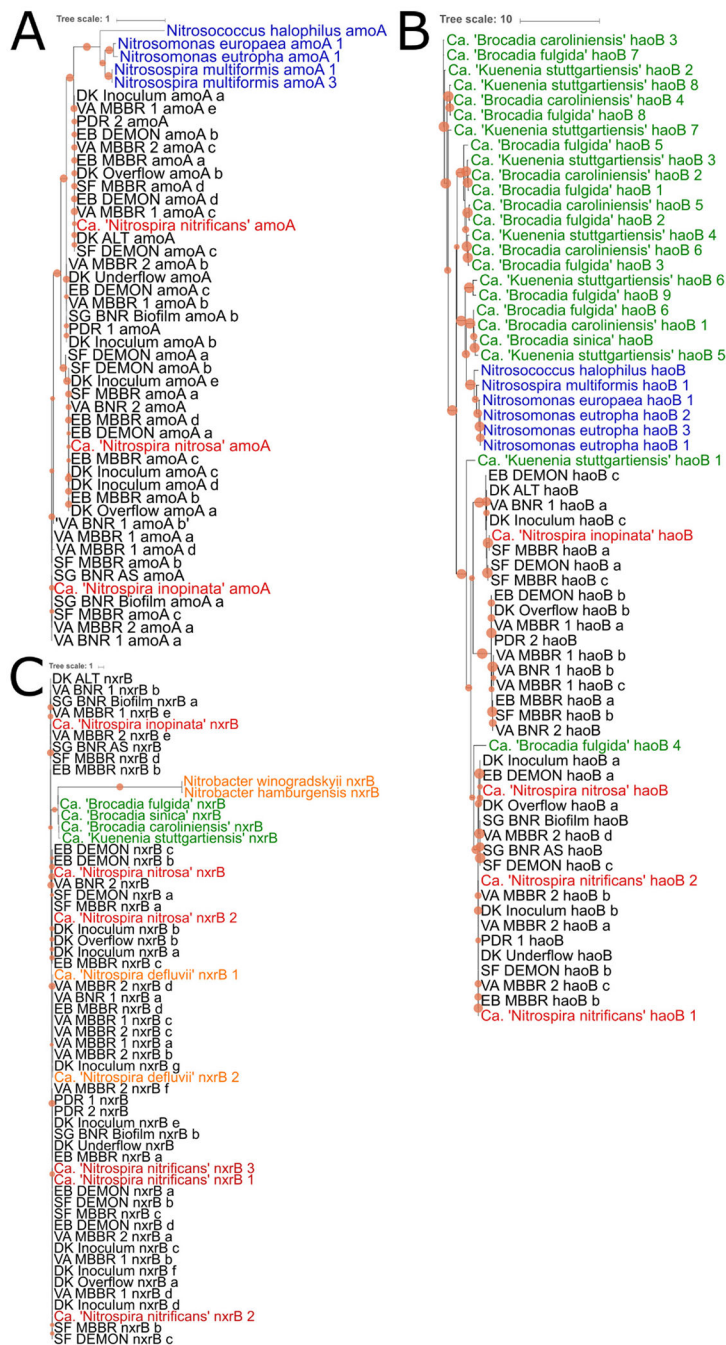 A
Tree scale: 1
Nitrosococcus halophilus amoA
Nitrosomonas europaea amoA 1
Nitrosomonas eutropha amoA 1
Nitrosospira multiformis amoA 1
Nitrosospira multiformis amoA 3
DK Inoculum amoA a
VA MBBR 1 amoA e
PDR 2 amoA
EB DEMON amoA b
VA MBBR 2 amoA c
EB MBBR amoA a
DK Overflow amoA b
SF MBBR amoA d
EB DEMON amoA d
VA MBBR 1 amoA c
Ca. 'Nitrospira nitrificans' amoA
DK ALT amoA
SF DEMON amoA c
VA MBBR 2 amoA b
DK Underflow amoA
EB DEMON amoA c
VA MBBR 1 amoA b
SG BNR Biofilm amoA b
PDR 1 amoA
DK Inoculum amoA b
SF DEMON amoA a
SF DEMON amoA b
DK Inoculum amoA e
SF MBBR amoA a
VA BNR 2 amoA
EB MBBR amoA d
EB DEMON amoA a
Ca. 'Nitrospira nitrosa' amoA
EB MBBR amoA c
DK Inoculum amoA c
DK Inoculum amoA d
EB MBBR amoA b
DK Overflow amoA a
'VA BNR 1 amoA b'
VA MBBR 1 amoA a
VA MBBR 1 amoA d
SF MBBR amoA b
SG BNR AS amoA
Ca. 'Nitrospira inopinata' amoA
SG BNR Biofilm amoA a
SF MBBR amoA c
VA MBBR 2 amoA a
VA BNR 1 amoA a
B
Tree scale: 10
Ca. 'Brocadia caroliniensis' haoB 3
Ca. 'Brocadia fulgida' haoB 7
Ca. 'Kuenenia stuttgartiensis' haoB 2
Ca. 'Kuenenia stuttgartiensis' haoB 8
Ca. 'Brocadia caroliniensis' haoB 4
Ca. 'Brocadia fulgida' haoB 8
Ca. 'Kuenenia stuttgartiensis' haoB 7
Ca. 'Brocadia fulgida' haoB 5
Ca. 'Kuenenia stuttgartiensis' haoB 3
Ca. 'Brocadia caroliniensis' haoB 2
Ca. 'Brocadia fulgida' haoB 1
Ca. 'Brocadia caroliniensis' haoB 5
Ca. 'Brocadia fulgida' haoB 2
Ca. 'Kuenenia stuttgartiensis' haoB 4
Ca. 'Brocadia caroliniensis' haoB 6
Ca. 'Brocadia fulgida' haoB 3
Ca. 'Kuenenia stuttgartiensis' haoB 6
Ca. 'Brocadia fulgida' haoB 9
Ca. 'Brocadia fulgida' haoB 6
Ca. 'Brocadia caroliniensis' haoB 1
Ca. 'Brocadia sinica' haoB
Ca. 'Kuenenia stuttgartiensis' haoB 5
Nitrosococcus halophilus haoB
Nitrosospira multiformis haoB 1
Nitrosomonas europaea haoB 1
Nitrosomonas eutropha haoB 2
Nitrosomonas eutropha haoB 3
Nitrosomonas eutropha haoB 1
Ca. 'Kuenenia stuttgartiensis' haoB 1
EB DEMON haoB c
DK ALT haoB
VA BNR 1 haoB a
DK Inoculum haoB c
Ca. 'Nitrospira inopinata' haoB
SF MBBR haoB a
SF DEMON haoB a
SF MBBR haoB c
EB DEMON haoB b
DK Overflow haoB b
VA MBBR 1 haoB a
PDR 2 haoB
VA MBBR 1 haoB b
VA BNR 1 haoB b
VA MBBR 1 haoB c
EB MBBR haoB a
SF MBBR haoB b
VA BNR 2 haoB
Ca. 'Brocadia fulgida' haoB 4
DK Inoculum haoB a
EB DEMON haoB a
Ca. 'Nitrospira nitrosa' haoB
DK Overflow haoB a
SG BNR Biofilm haoB
VA MBBR 2 haoB d
SG BNR AS haoB
SF DEMON haoB c
Ca. 'Nitrospira nitrificans' haoB 2
VA MBBR 2 haoB b
DK Inoculum haoB b
VA MBBR 2 haoB a
PDR 1 haoB
DK Underflow haoB
SF DEMON haoB b
VA MBBR 2 haoB c
EB MBBR haoB b
Ca. 'Nitrospira nitrificans' haoB 1
C
Tree scale: 1
DK ALT nxrB
VA BNR 1 nxrB b
SG BNR Biofilm nxrB a
VA MBBR 1 nxrB e
Ca. 'Nitrospira inopinata' nxrB
VA MBBR 2 nxrB e
SG BNR AS nxrB
SF MBBR nxrB d
EB MBBR nxrB b
Nitrobacter winogradskyii nxrB
Nitrobacter hamburgensis nxrB
Ca. 'Brocadia fulgida' nxrB
Ca. 'Brocadia sinica' nxrB
Ca. 'Brocadia caroliniensis' nxrB
Ca. 'Kuenenia stuttgartiensis' nxrB
EB DEMON nxrB c
EB DEMON nxrB b
Ca. 'Nitrospira nitrosa' nxrB
VA BNR 2 nxrB
SF DEMON nxrB a
SF MBBR nxrB a
Ca. 'Nitrospira nitrosa' nxrB 2
DK Inoculum nxrB b
DK Overflow nxrB b
DK Inoculum nxrB a
EB MBBR nxrB c
Ca. 'Nitrospira defluvii' nxrB 1
VA MBBR 2 nxrB d
VA BNR 1 nxrB a
EB MBBR nxrB d
VA MBBR 1 nxrB c
VA MBBR 2 nxrB c
VA MBBR 1 nxrB a
VA MBBR 2 nxrB b
DK Inoculum nxrB g
Ca. 'Nitrospira defluvii' nxrB 2
VA MBBR 2 nxrB f
PDR 1 nxrB
PDR 2 nxrB
DK Inoculum nxrB e
SG BNR Biofilm nxrB b
DK Underflow nxrB
EB MBBR nxrB a
Ca. 'Nitrospira nitrificans' nxrB 3
Ca. 'Nitrospira nitrificans' nxrB 1
EB DEMON nxrB a
SF DEMON nxrB b
SF MBBR nxrB c
EB DEMON nxrB d
VA MBBR 2 nxrB a
DK Inoculum nxrB c
VA MBBR 1 nxrB b
DK Inoculum nxrB f
DK Overflow nxrB a
VA MBBR 1 nxrB d
DK Inoculum nxrB d
Ca. 'Nitrospira nitrificans' nxrB 2
SF MBBR nxrB b
SF DEMON nxrB c